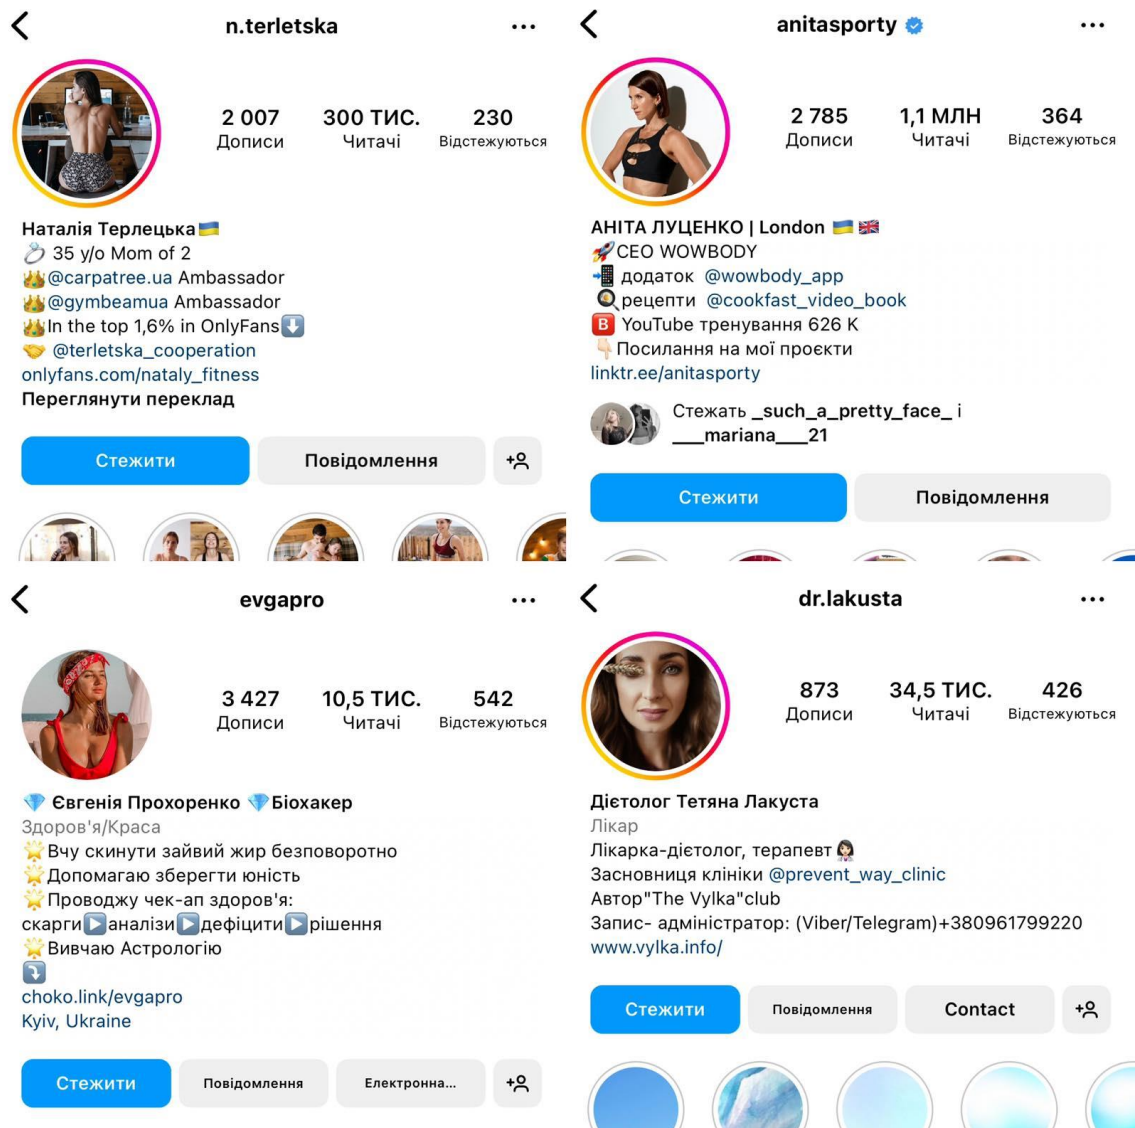 n.terletska
2 007 300 ТИС. 230
Дописи Читачі Відстежуються
Наталія Терлецька🇺🇦
💍 35 y/o Mom of 2
👑@carpatree.ua Ambassador
👑@gymbeamua Ambassador
👑In the top 1,6% in OnlyFans⬇️
🤝 @terletska_cooperation
onlyfans.com/nataly_fitness
Переглянути переклад
Стежити Повідомлення
anitasporty
2 785 1,1 МЛН 364
Дописи Читачі Відстежуються
АНІТА ЛУЦЕНКО | London 🇺🇦 🇬🇧
🚀CEO WOWBODY
📲 додаток @wowbody_app
🍳рецепти @cookfast_video_book
🅱️ YouTube тренування 626 K
👇🏻Посилання на мої проєкти
linktr.ee/anitasporty
Стежать _such_a_pretty_face_ і
____mariana____21
Стежити Повідомлення
evgapro
3 427 10,5 ТИС. 542
Дописи Читачі Відстежуються
💎 Євгенія Прохоренко 💎Біохакер
Здоров'я/Краса
🌟Вчу скинути зайвий жир безповоротно
🌟Допомагаю зберегти юність
🌟Проводжу чек-ап здоров'я:
скарги▶️аналізи▶️дефіцити▶️рішення
🌟Вивчаю Астрологію
⤵️
choko.link/evgapro
Kyiv, Ukraine
Стежити Повідомлення Електронна...
dr.lakusta
873 34,5 ТИС. 426
Дописи Читачі Відстежуються
Дієтолог Тетяна Лакуста
Лікар
Лікарка-дієтолог, терапевт👩🏻‍⚕️
Засновниця клініки @prevent_way_clinic
Автор"The Vylka"club
Запис- адміністратор: (Viber/Telegram)+380961799220
www.vylka.info/
Стежити Повідомлення Contact